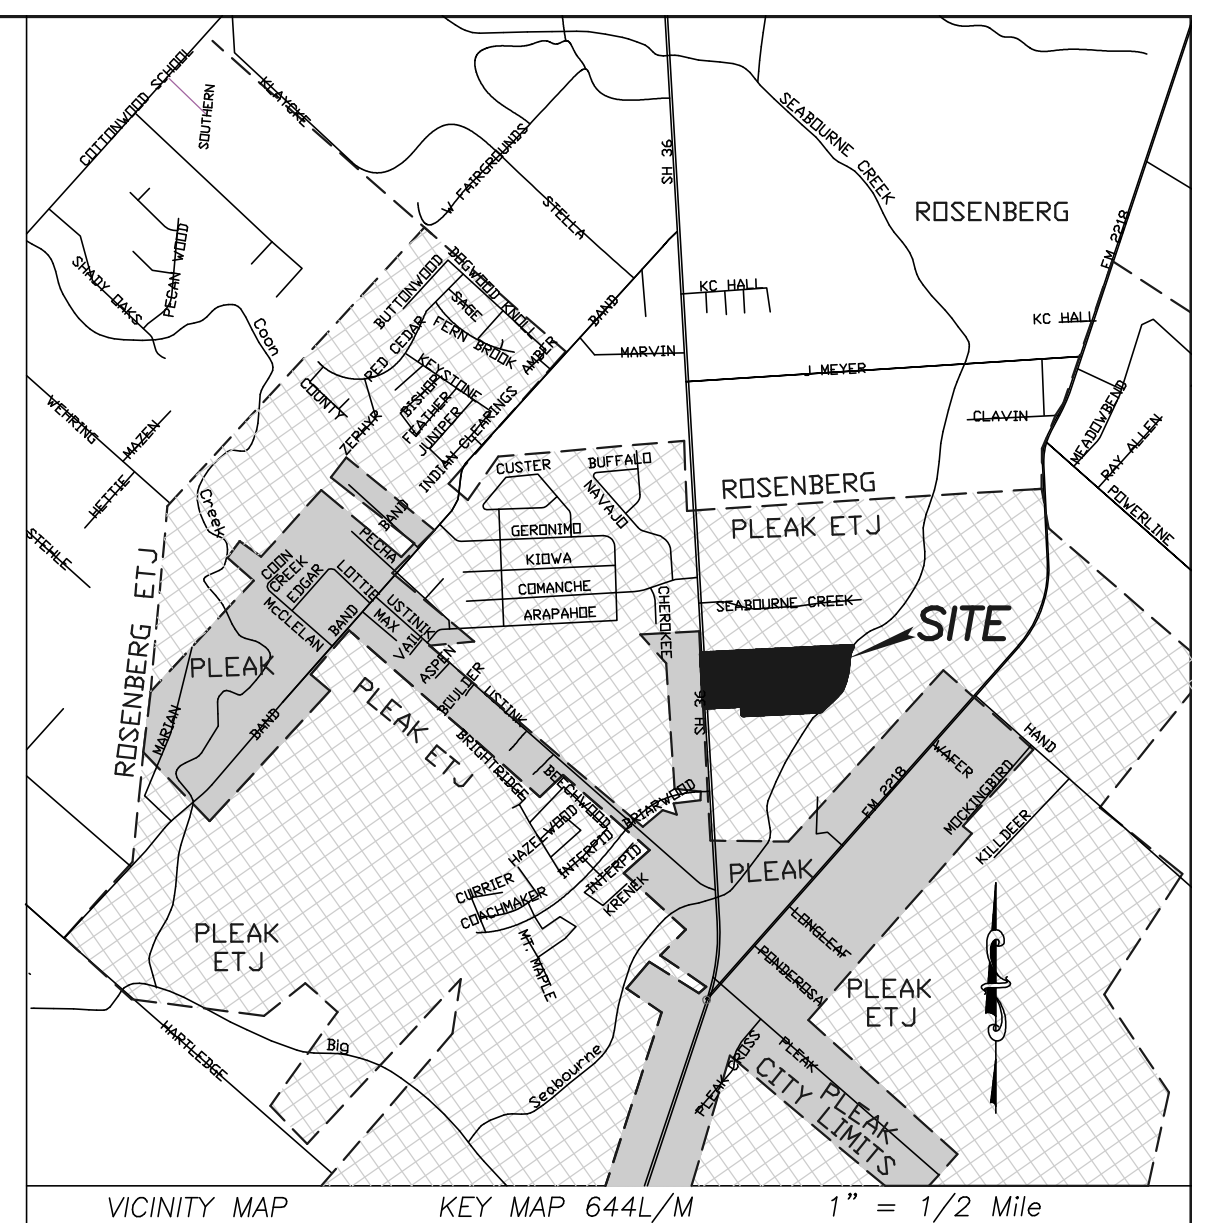 COTTONWOOD SCHOOL
SOUTHERN
KLAYCKE
W FAIRGROUNDS
STELLA
SH 36
SEABOURNE CREEK
ROSENBERG
FM 2218
SHADY OAKS
PECAN WOOD
Coon
Creek
BUTTONWOOD
DOGWOOD KNOLL
SAGE
FERN BROOK
RED CEDAR
AMBER
KEYSTONE
COUNTY
BISHOP
FEATHER
JUNIPER
ZEPHYR
INDIAN CLEARINGS
BAND
MARVIN
KC HALL
KC HALL
J MEYER
CLAVIN
MEADOWBEND
RAY ALLEN
POWERLINE
WEHRING
MAZEN
HETTIE
STEHLE
CUSTER
BUFFALO
NAVAJO
ROSENBERG
PLEAK ETJ
GERONIMO
KIOWA
COMANCHE
ARAPAHOE
CHEROKEE
SEABOURNE CREEK
SITE
BAND
PECHA
COON
CREEK
EDGAR
LOTTIE
McCLELAN
BAND
USTINIK
MAX
VAIL
ASPEN
BOULDER
USTINIK
ROSENBERG ETJ
PLEAK
MARIAN
BAND
PLEAK ETJ
SH 36
BRIGHTRIDGE
BEECHWOOD
HAZELWOOD
INTERPID
INTERPID
BRIARWOOD
KRENEK
CURRIER
COACHMAKER
MT. MAPLE
HAND
WAFER
FM 2218
MOCKINGBIRD
KILLDEER
PLEAK
LONGLEAF
PONDEROSA
PLEAK
ETJ
PLEAK
ETJ
HARTLEDGE
Big
Seabourne
PLEAK CROSS
PLEAK
PLEAK
CITY LIMITS
VICINITY MAP KEY MAP 644L/M 1" = 1/2 Mile